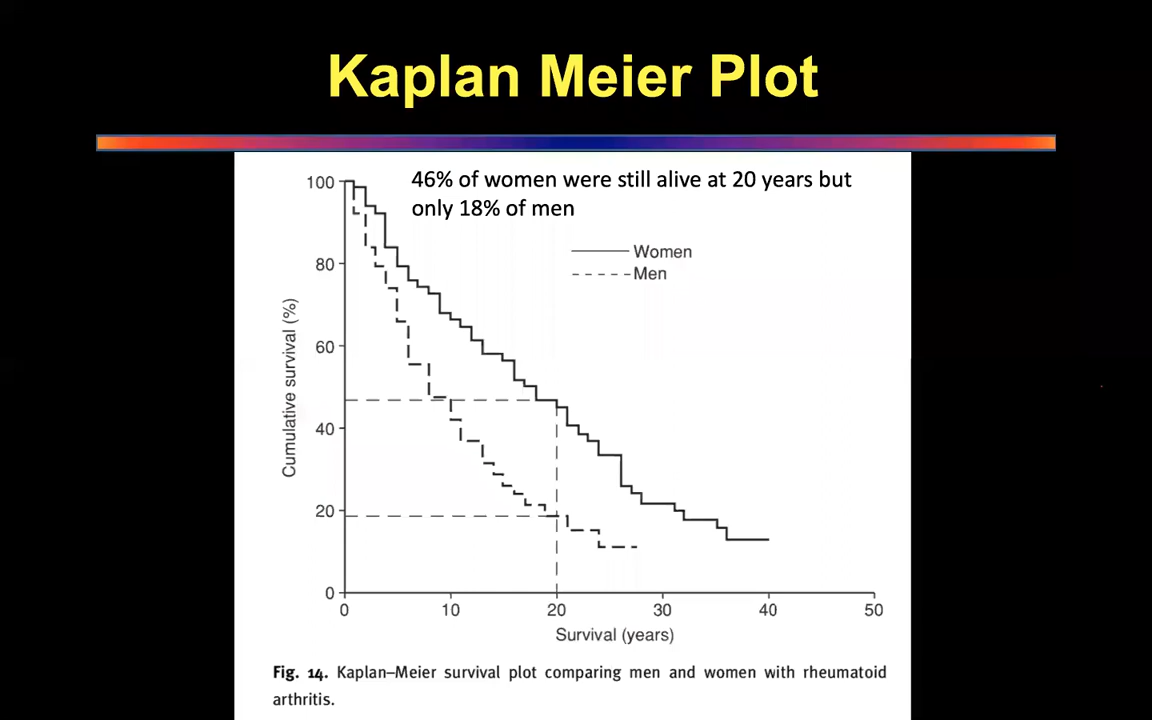 Kaplan Meier Plot
46% of women were still alive at 20 years but
only 18% of men
Women
Men
Cumulative survival (%)
100
80
60
40
20
0
0 10 20 30 40 50
Survival (years)
Fig. 14. Kaplan–Meier survival plot comparing men and women with rheumatoid
arthritis.